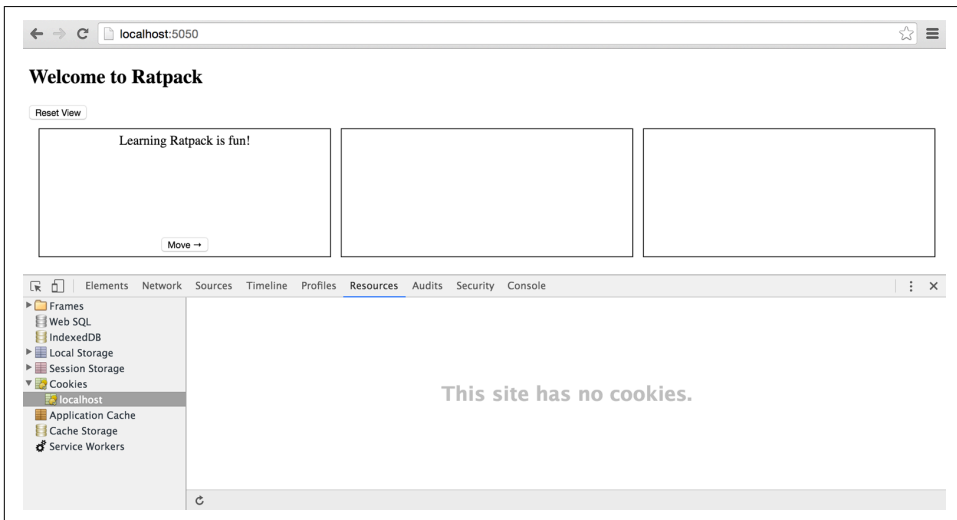 localhost:5050
Welcome to Ratpack
Reset View
Learning Ratpack is fun!
Move →
Elements Network Sources Timeline Profiles Resources Audits Security Console
Frames
Web SQL
IndexedDB
Local Storage
Session Storage
Cookies
localhost
Application Cache
Cache Storage
Service Workers
This site has no cookies.